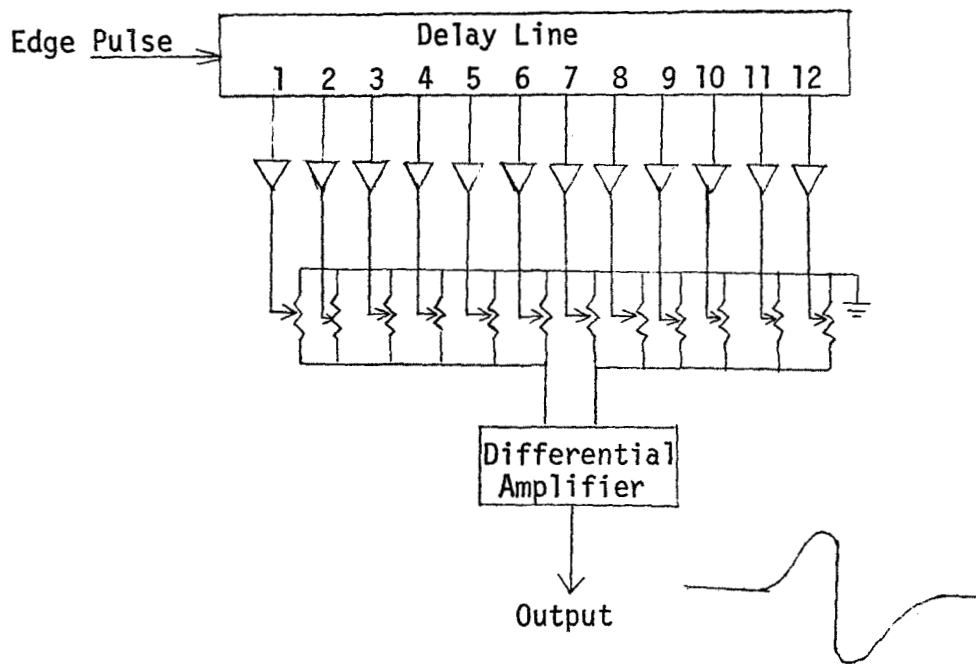 Delay Line
Edge Pulse
1 2 3 4 5 6 7 8 9 10 11 12
Differential
Amplifier
Output